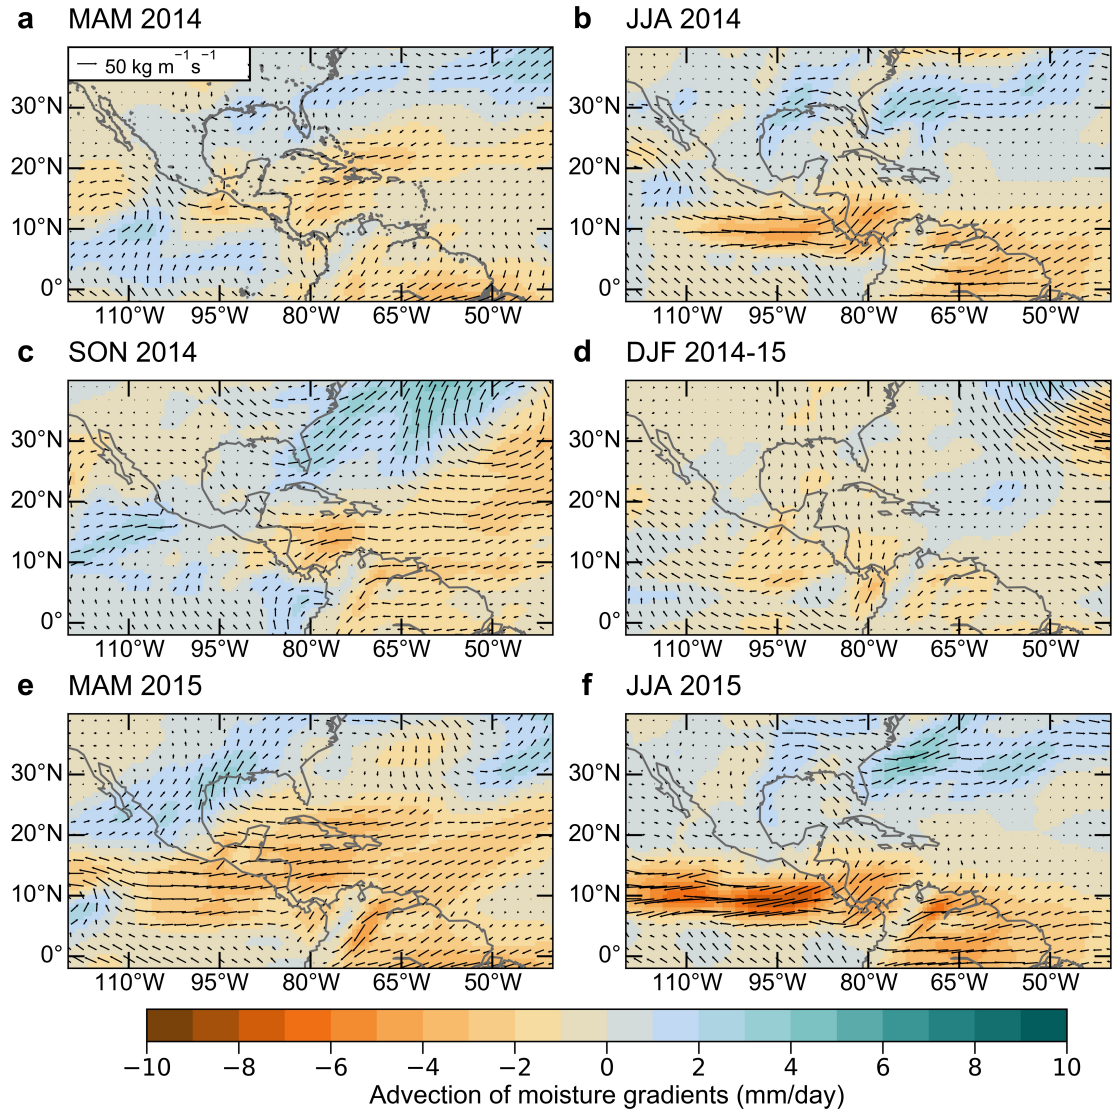 a MAM 2014
b JJA 2014
50 kg m⁻¹s⁻¹
30°N
20°N
10°N
0°
110°W 95°W 80°W 65°W 50°W
30°N
20°N
10°N
0°
110°W 95°W 80°W 65°W 50°W
c SON 2014
d DJF 2014-15
30°N
20°N
10°N
0°
110°W 95°W 80°W 65°W 50°W
30°N
20°N
10°N
0°
110°W 95°W 80°W 65°W 50°W
e MAM 2015
f JJA 2015
30°N
20°N
10°N
0°
110°W 95°W 80°W 65°W 50°W
30°N
20°N
10°N
0°
110°W 95°W 80°W 65°W 50°W
−10 −8 −6 −4 −2 0 2 4 6 8 10
Advection of moisture gradients (mm/day)